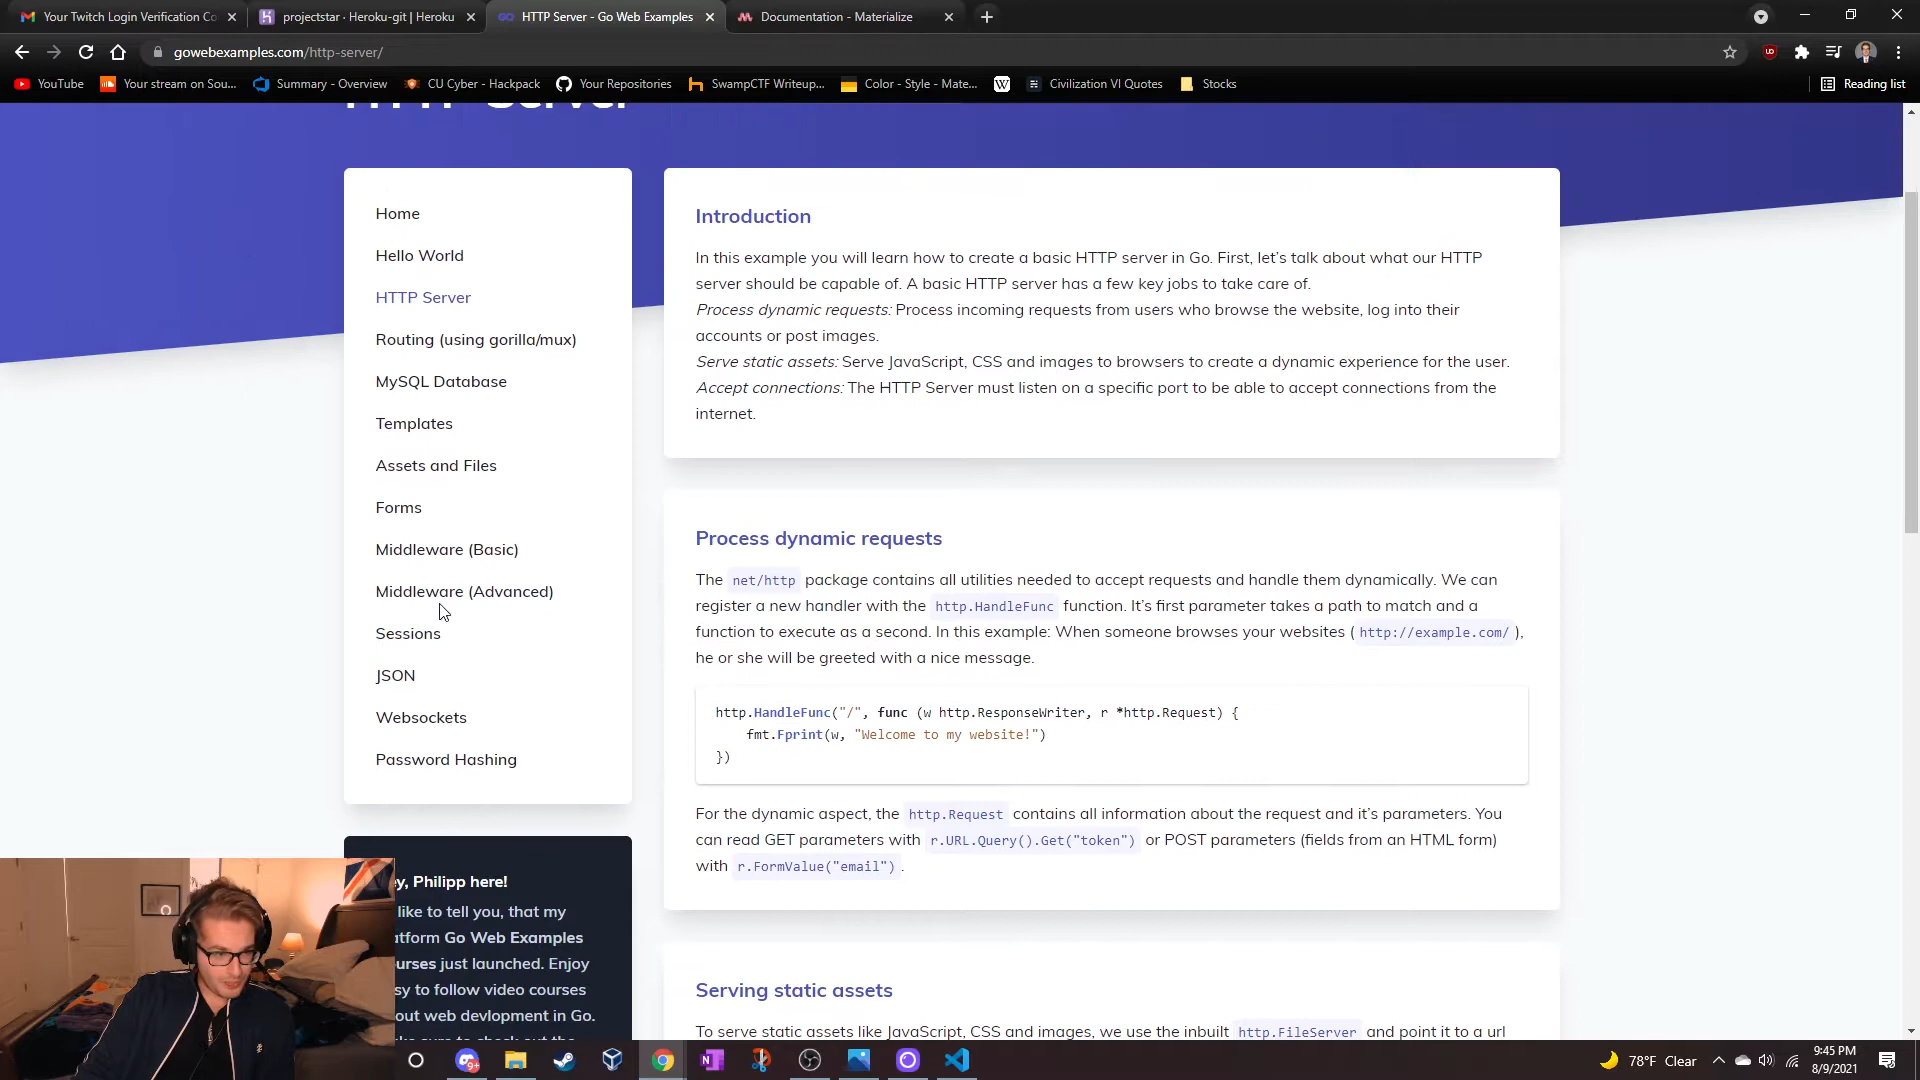 Your Twitch Login Verification Co
projectstar · Heroku-git | Heroku
HTTP Server - Go Web Examples
Documentation - Materialize
gowebexamples.com/http-server/
YouTube
Your stream on Sou...
Summary - Overview
CU Cyber - Hackpack
Your Repositories
SwampCTF Writeup...
Color - Style - Mate...
Civilization VI Quotes
Stocks
Reading list
HTTP Server
Home
Hello World
HTTP Server
Routing (using gorilla/mux)
MySQL Database
Templates
Assets and Files
Forms
Middleware (Basic)
Middleware (Advanced)
Sessions
JSON
Websockets
Password Hashing
ey, Philipp here!
like to tell you, that my
atform Go Web Examples
urses just launched. Enjoy
sy to follow video courses
out web devlopment in Go.
Introduction
In this example you will learn how to create a basic HTTP server in Go. First, let's talk about what our HTTP
server should be capable of. A basic HTTP server has a few key jobs to take care of.
Process dynamic requests: Process incoming requests from users who browse the website, log into their
accounts or post images.
Serve static assets: Serve JavaScript, CSS and images to browsers to create a dynamic experience for the user.
Accept connections: The HTTP Server must listen on a specific port to be able to accept connections from the
internet.
Process dynamic requests
The net/http package contains all utilities needed to accept requests and handle them dynamically. We can
register a new handler with the http.HandleFunc function. It's first parameter takes a path to match and a
function to execute as a second. In this example: When someone browses your websites ( http://example.com/ ),
he or she will be greeted with a nice message.
http.HandleFunc("/", func (w http.ResponseWriter, r *http.Request) {
fmt.Fprint(w, "Welcome to my website!")
})
For the dynamic aspect, the http.Request contains all information about the request and it's parameters. You
can read GET parameters with r.URL.Query().Get("token") or POST parameters (fields from an HTML form)
with r.FormValue("email") .
Serving static assets
To serve static assets like JavaScript, CSS and images, we use the inbuilt http.FileServer and point it to a url
78°F Clear
9:45 PM
8/9/2021